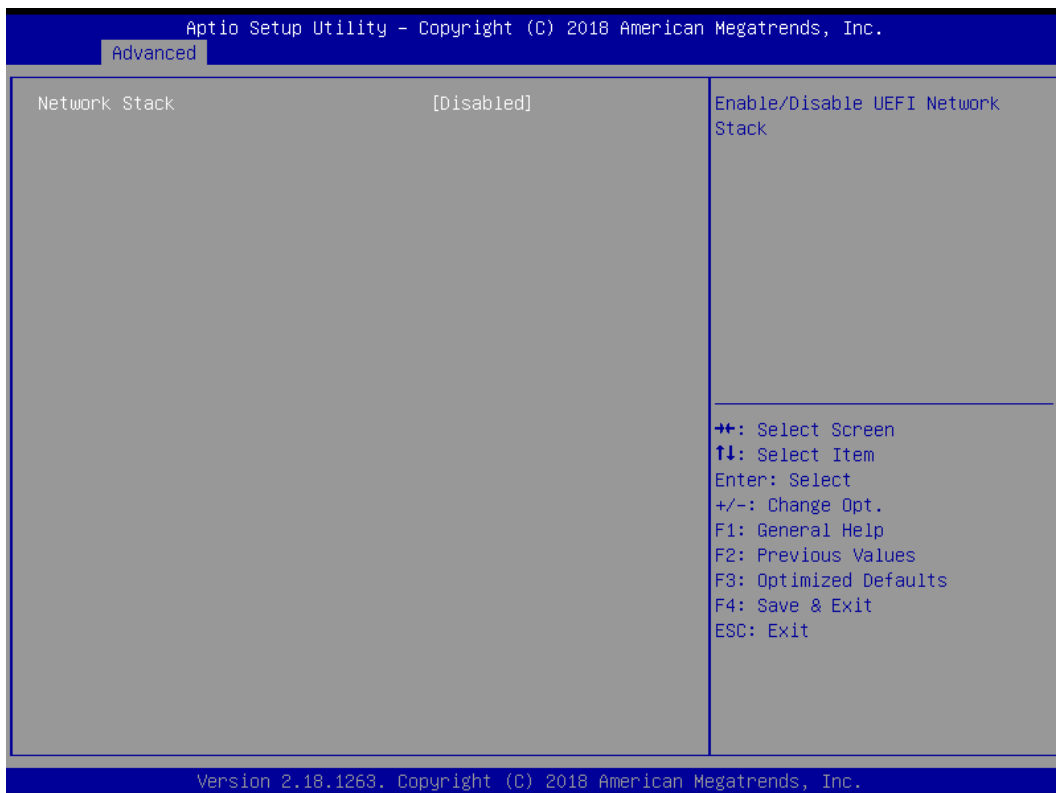 Aptio Setup Utility – Copyright (C) 2018 American Megatrends, Inc.
Advanced
Network Stack [Disabled]
Enable/Disable UEFI Network
Stack
→←: Select Screen
↑↓: Select Item
Enter: Select
+/-: Change Opt.
F1: General Help
F2: Previous Values
F3: Optimized Defaults
F4: Save & Exit
ESC: Exit
Version 2.18.1263. Copyright (C) 2018 American Megatrends, Inc.